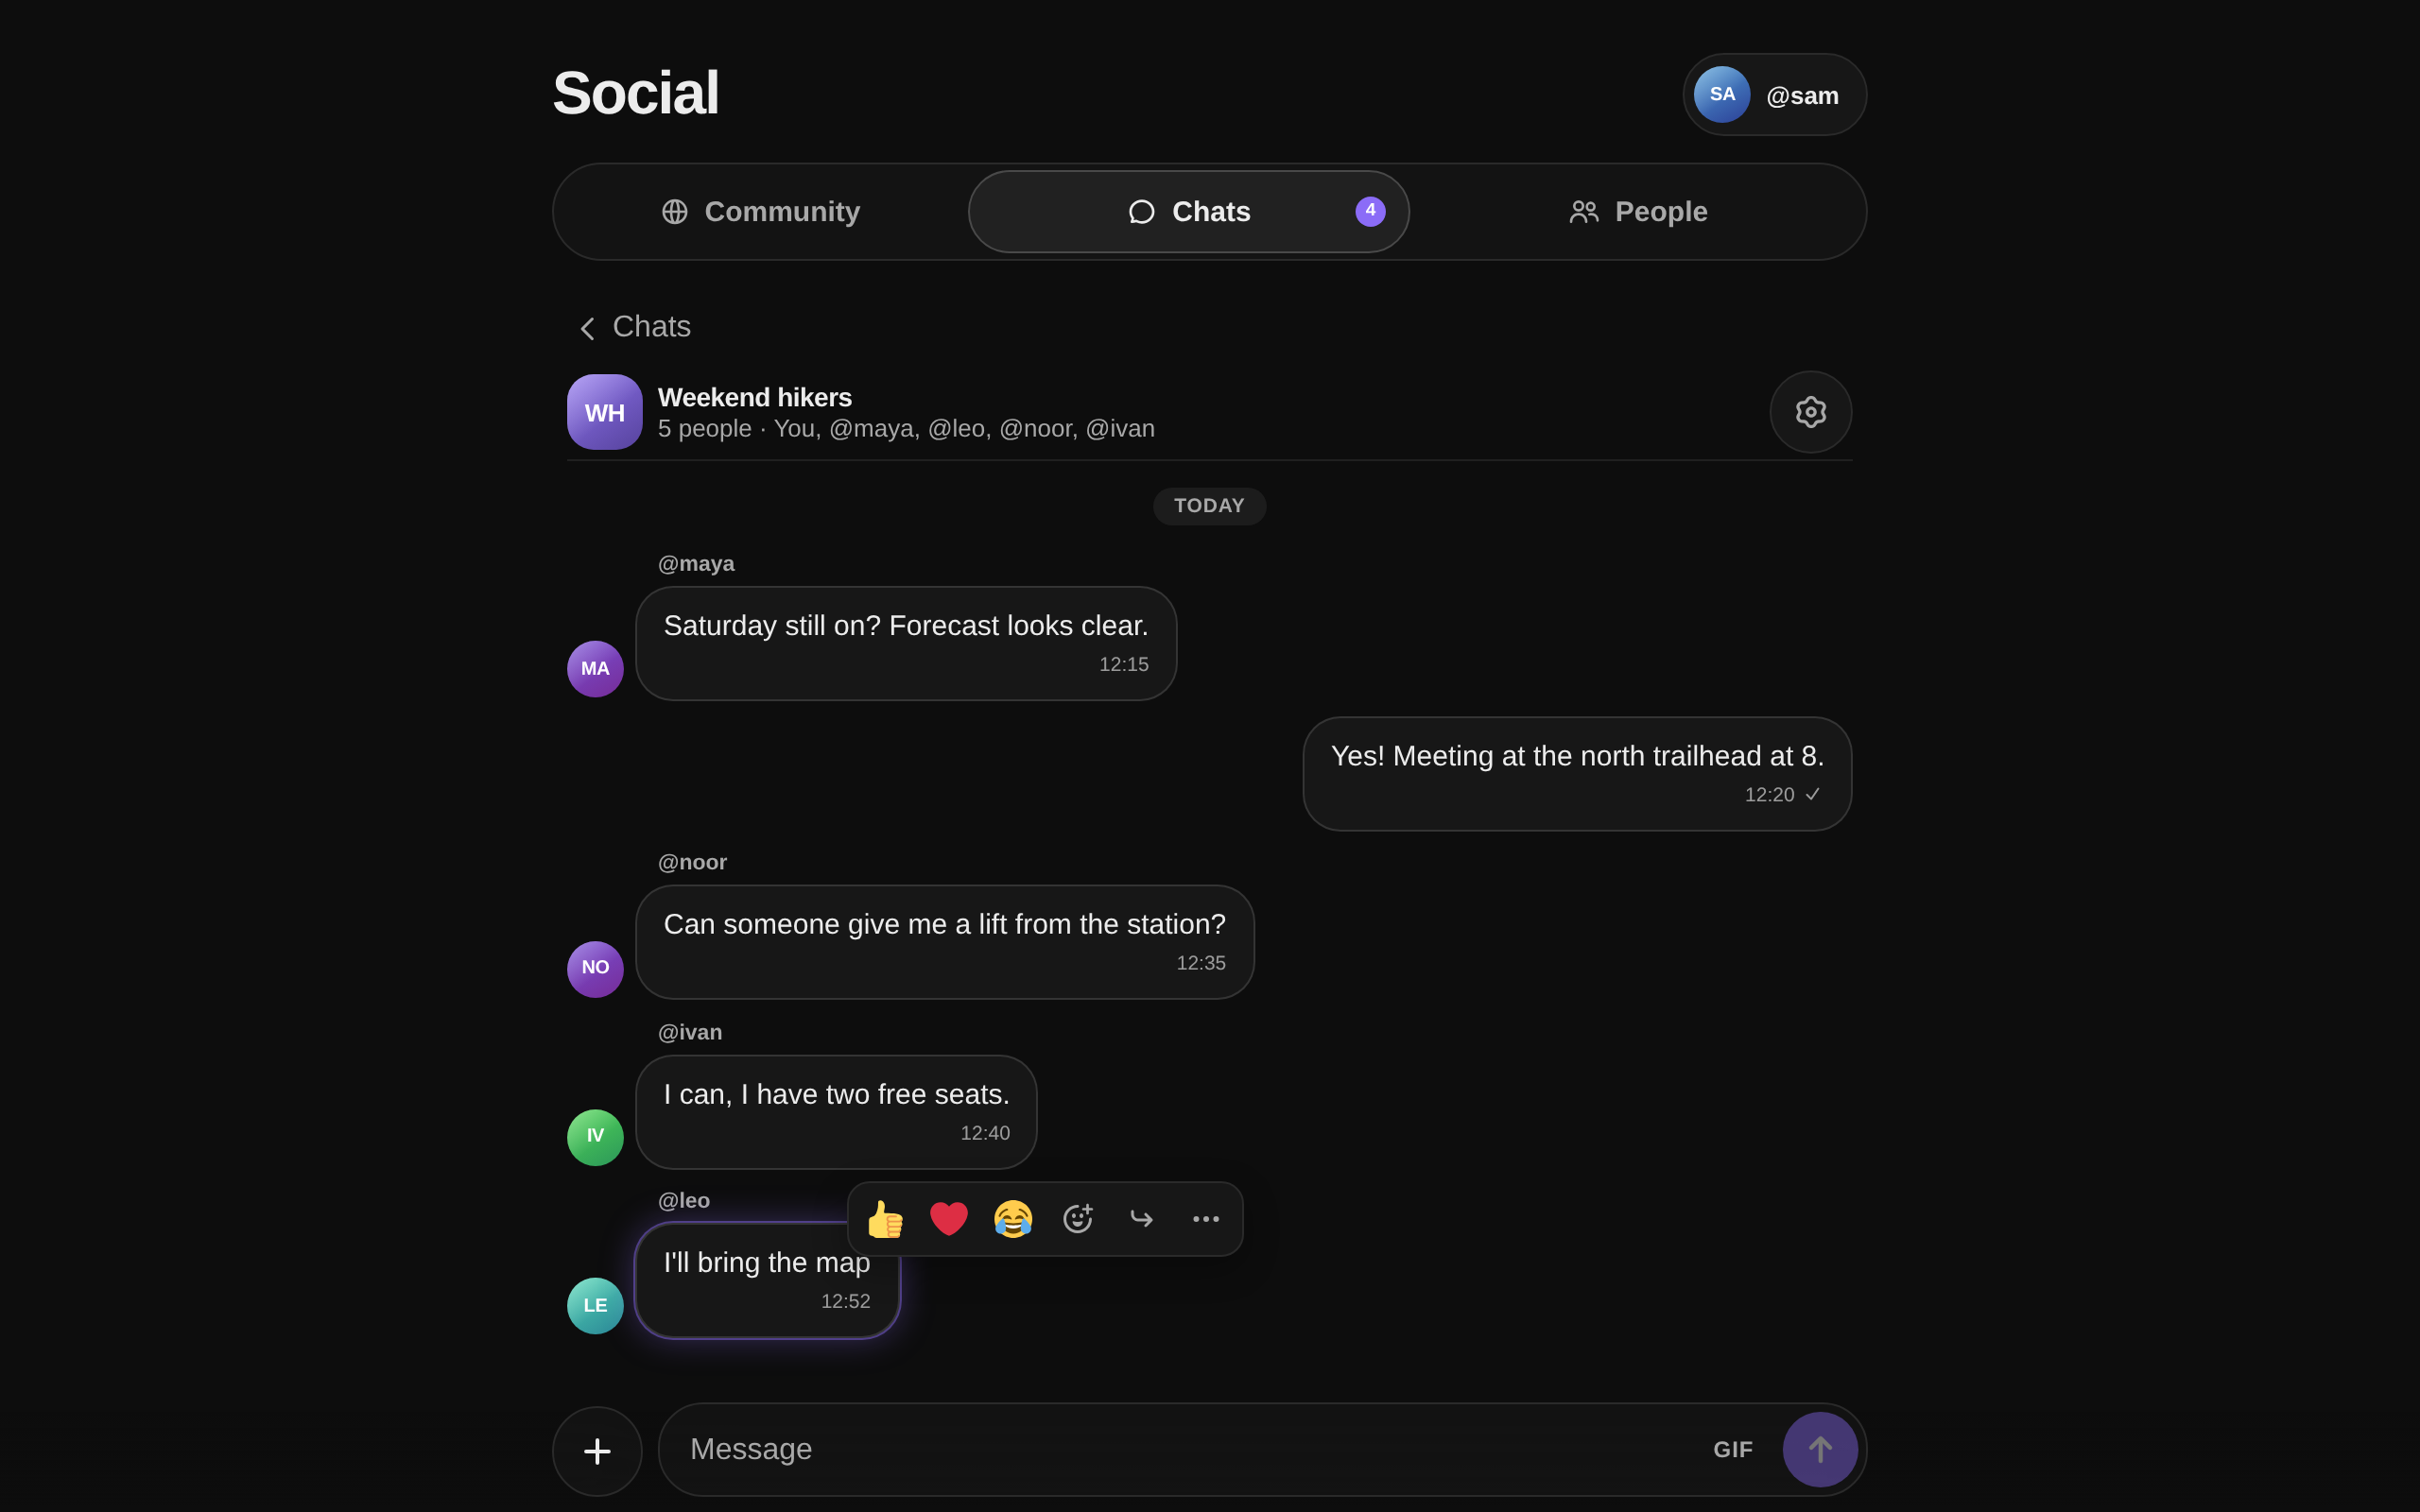 Social
SA @sam
Community
Chats
4
People
Chats
WH
Weekend hikers
5 people · You, @maya, @leo, @noor, @ivan
TODAY
@maya
Saturday still on? Forecast looks clear.
12:15
MA
Yes! Meeting at the north trailhead at 8.
12:20
@noor
Can someone give me a lift from the station?
12:35
NO
@ivan
I can, I have two free seats.
12:40
IV
@leo
I'll bring the map
12:52
LE
Message
GIF